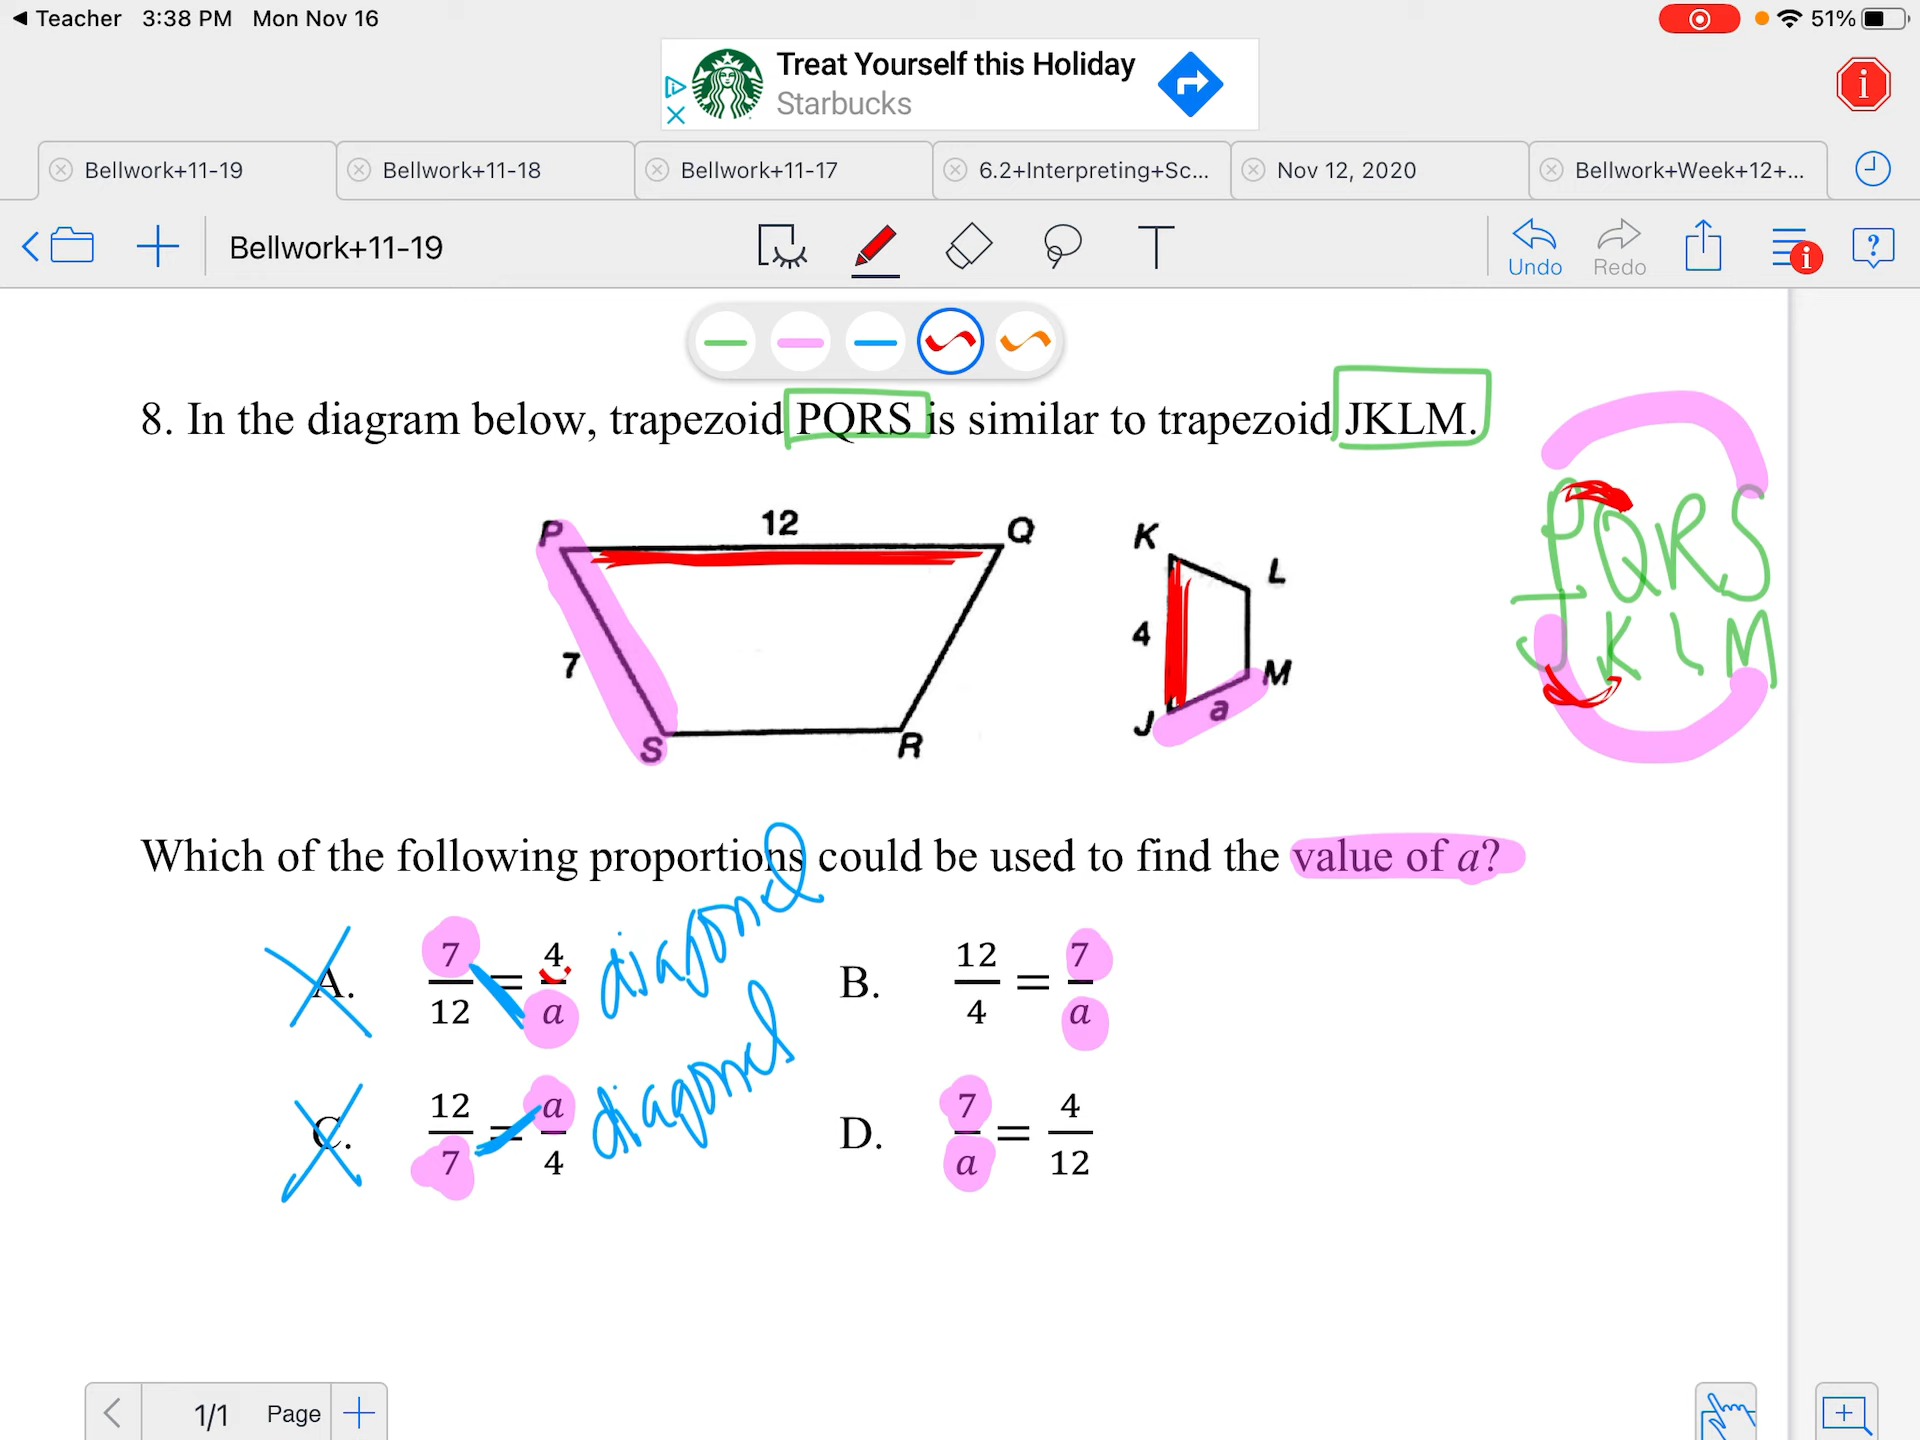 Teacher 3:38 PM Mon Nov 16 51%
Treat Yourself this Holiday
Starbucks
Bellwork+11-19 Bellwork+11-18 Bellwork+11-17 6.2+Interpreting+Sc... Nov 12, 2020 Bellwork+Week+12+...
Bellwork+11-19 T Undo Redo
8. In the diagram below, trapezoid PQRS is similar to trapezoid JKLM.
P 12 Q K L
7 4 M
S R J a
PQRS
JKLM
Which of the following proportions could be used to find the value of a?
A. 7/12 = 4/a diagonal B. 12/4 = 7/a
C. 12/7 = a/4 diagonal D. 7/a = 4/12
1/1 Page